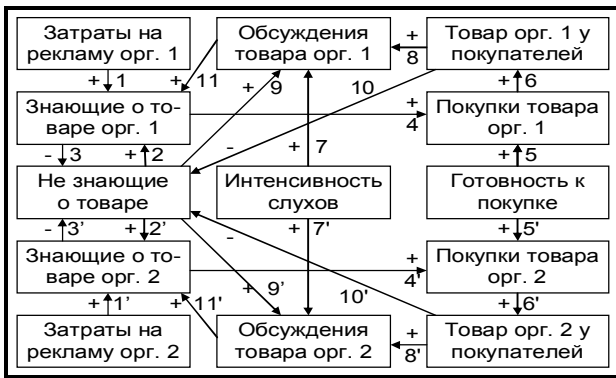 Затраты на
рекламу орг. 1
Обсуждения
товара орг. 1
+
8
Товар орг. 1 у
покупателей
+ 1
+ 11
+ 9
10
+ 6
Знающие о то-
варе орг. 1
+
4
Покупки товара
орг. 1
- 3
+ 2
-
+ 7
+ 5
Не знающие
о товаре
Интенсивность
слухов
Готовность к
покупке
- 3’
+ 2'
-
+ 7'
+ 5'
Знающие о то-
варе орг. 2
+
4'
Покупки товара
орг. 2
+ 1’
+ 11'
+ 9’
10'
+ 6'
Затраты на
рекламу орг. 2
Обсуждения
товара орг. 2
+
8'
Товар орг. 2 у
покупателей